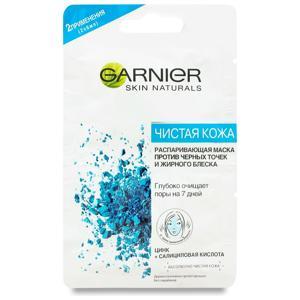 2 ПРИМЕНЕНИЯ
GARNIER
SKIN NATURALS
ЧИСТАЯ КОЖА
РАСПАРИВАЮЩАЯ МАСКА
ПРОТИВ ЧЕРНЫХ ТОЧЕК
И ЖИРНОГО БЛЕСКА
Глубоко очищает
поры на 7 дней
ЦИНК
+ САЛИЦИЛОВАЯ КИСЛОТА